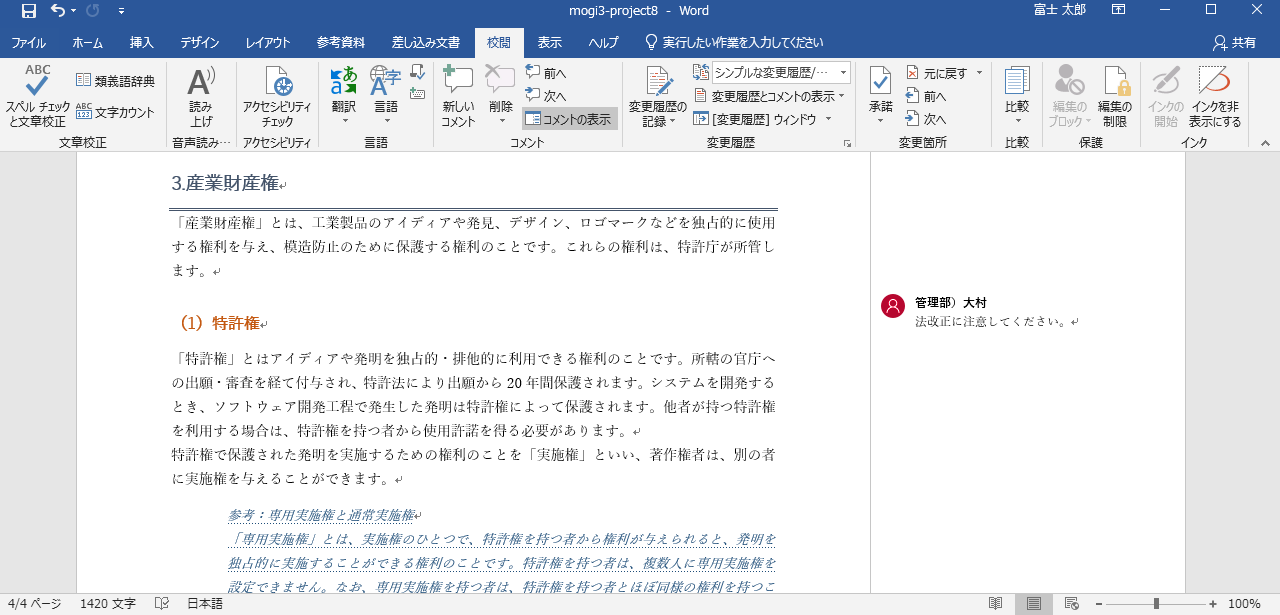 mogi3-project8 - Word
富士 太郎
ファイル ホーム 挿入 デザイン レイアウト 参考資料 差し込み文書 校閲 表示 ヘルプ 実行したい作業を入力してください 共有
ABC
スペル チェック
と文章校正
類義語辞典
ABC
123
文字カウント
文章校正
A
読み
上げ
音声読み…
アクセシビリティ
チェック
アクセシビリティ
あ
翻訳
字
A
言語
言語
新しい
コメント
削除
前へ
次へ
コメントの表示
コメント
変更履歴の
記録
シンプルな変更履歴/…
変更履歴とコメントの表示
[変更履歴] ウィンドウ
変更履歴
承諾
元に戻す
前へ
次へ
変更箇所
比較
比較
編集の
ブロック
編集の
制限
保護
インクの
開始
インクを非
表示にする
インク
3.産業財産権
「産業財産権」とは、工業製品のアイディアや発見、デザイン、ロゴマークなどを独占的に使用
する権利を与え、模造防止のために保護する権利のことです。これらの権利は、特許庁が所管し
ます。
（1）特許権
「特許権」とはアイディアや発明を独占的・排他的に利用できる権利のことです。所轄の官庁へ
の出願・審査を経て付与され、特許法により出願から 20 年間保護されます。システムを開発する
とき、ソフトウェア開発工程で発生した発明は特許権によって保護されます。他者が持つ特許権
を利用する場合は、特許権を持つ者から使用許諾を得る必要があります。
特許権で保護された発明を実施するための権利のことを「実施権」といい、著作権者は、別の者
に実施権を与えることができます。
参考：専用実施権と通常実施権
「専用実施権」とは、実施権のひとつで、特許権を持つ者から権利が与えられると、発明を
独占的に実施することができる権利のことです。特許権を持つ者は、複数人に専用実施権を
設定できません。なお、専用実施権を持つ者は、特許権を持つ者とほぼ同様の権利を持つこ
管理部）大村
法改正に注意してください。
4/4 ページ 1420 文字 日本語 100%